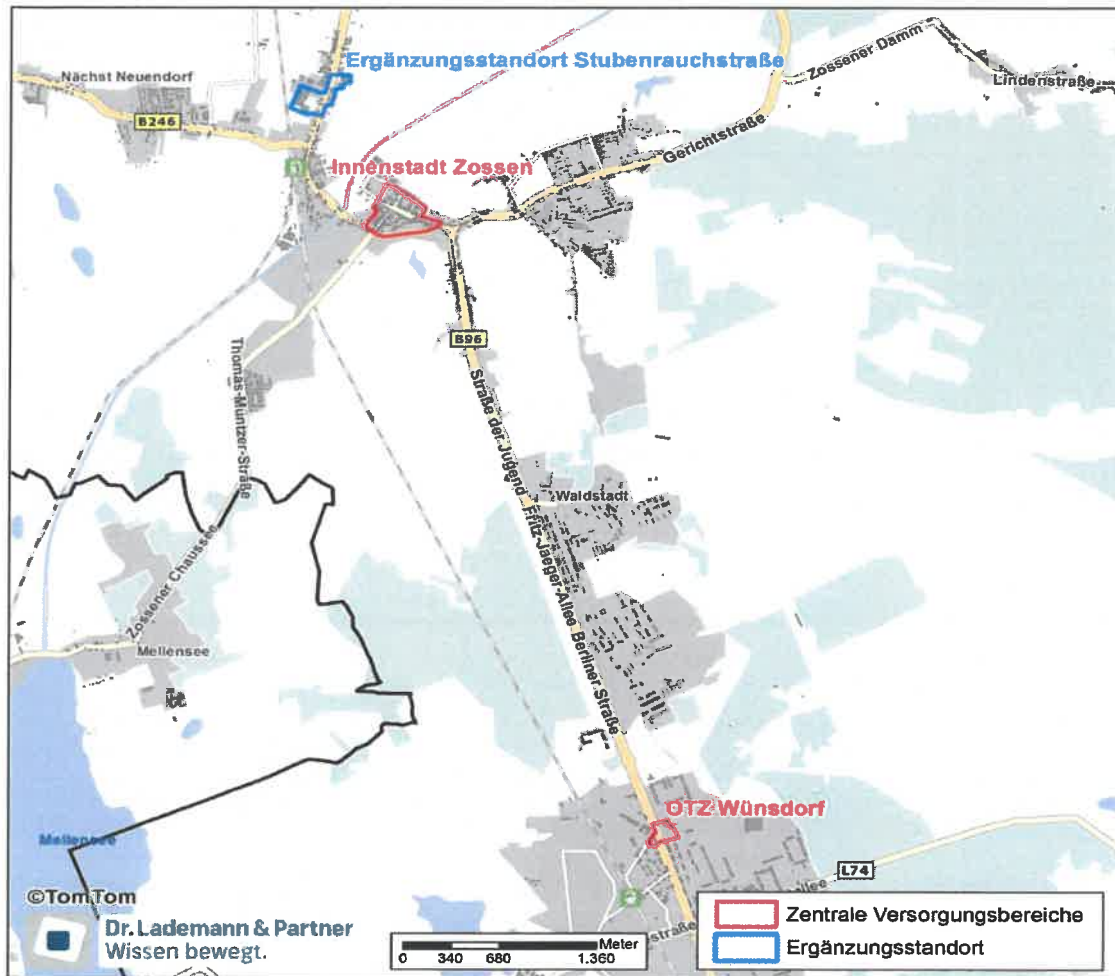 Ergänzungsstandort Stubenrauchstraße
Nächst Neuendorf
Zossener Damm
Lindenstraße
B246
Gerichtstraße
Innenstadt Zossen
B96
Thomas-Müntzer-Straße
Straße der Jugend
Fritz-Jaeger-Allee
Waldstadt
Zossener Chaussee
Mellensee
Berliner Straße
OTZ Wünsdorf
Mellensee
L74
©TomTom
Dr. Lademann & Partner
Wissen bewegt.
Meter
0 340 680 1.360
Zentrale Versorgungsbereiche
Ergänzungsstandort